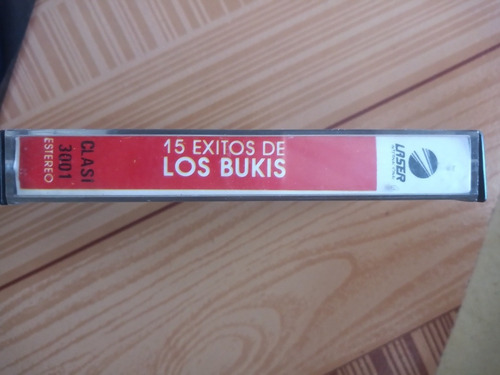 CLASI
3001
ESTEREO
15 EXITOS DE
LOS BUKIS
LASER